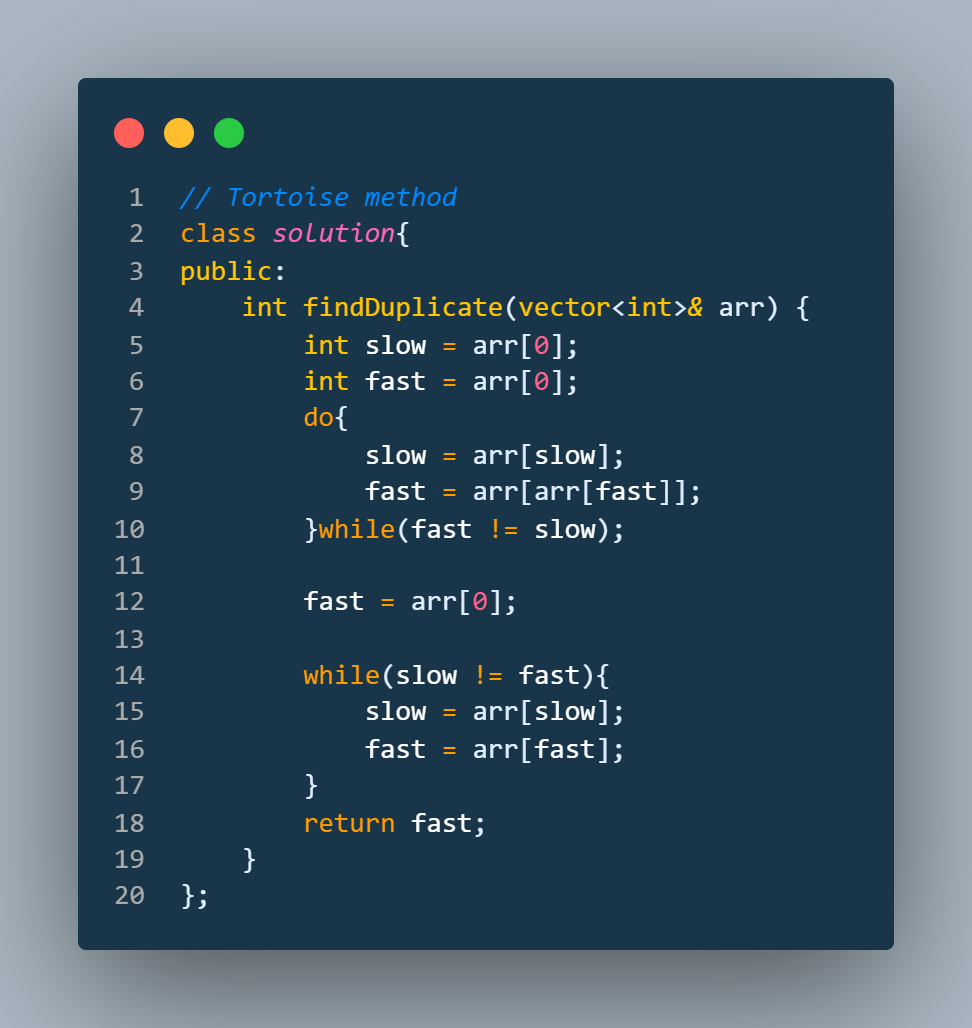 1 // Tortoise method
2 class solution{
3 public:
4     int findDuplicate(vector<int>& arr) {
5         int slow = arr[0];
6         int fast = arr[0];
7         do{
8             slow = arr[slow];
9             fast = arr[arr[fast]];
10         }while(fast != slow);
11
12         fast = arr[0];
13
14         while(slow != fast){
15             slow = arr[slow];
16             fast = arr[fast];
17         }
18         return fast;
19     }
20 };